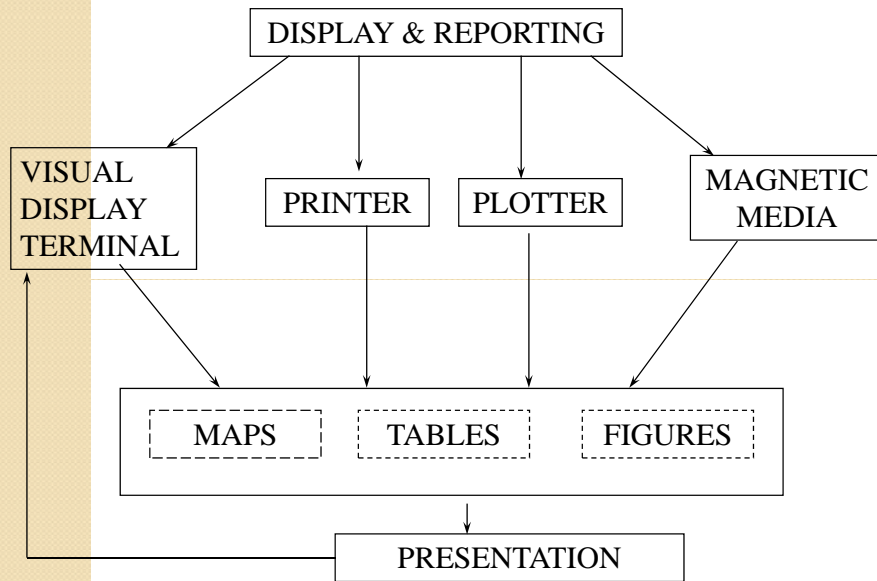 DISPLAY & REPORTING
VISUAL
DISPLAY
TERMINAL
PRINTER
PLOTTER
MAGNETIC
MEDIA
MAPS
TABLES
FIGURES
PRESENTATION